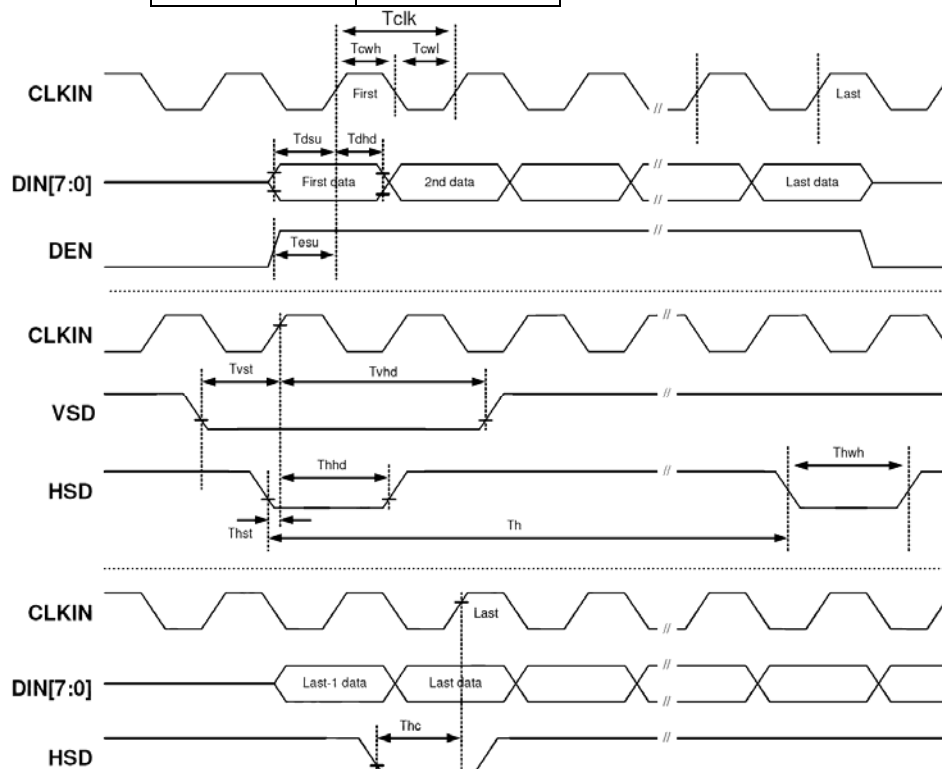 Tclk
Tcwh Tcwl
CLKIN First // Last
Tdsu Tdhd
DIN[7:0] First data 2nd data // Last data
//
DEN Tesu //
CLKIN //
Tvst Tvhd
VSD //
HSD Thhd // Thwh
Thst Th
CLKIN Last //
DIN[7:0] Last-1 data Last data //
//
HSD Thc //